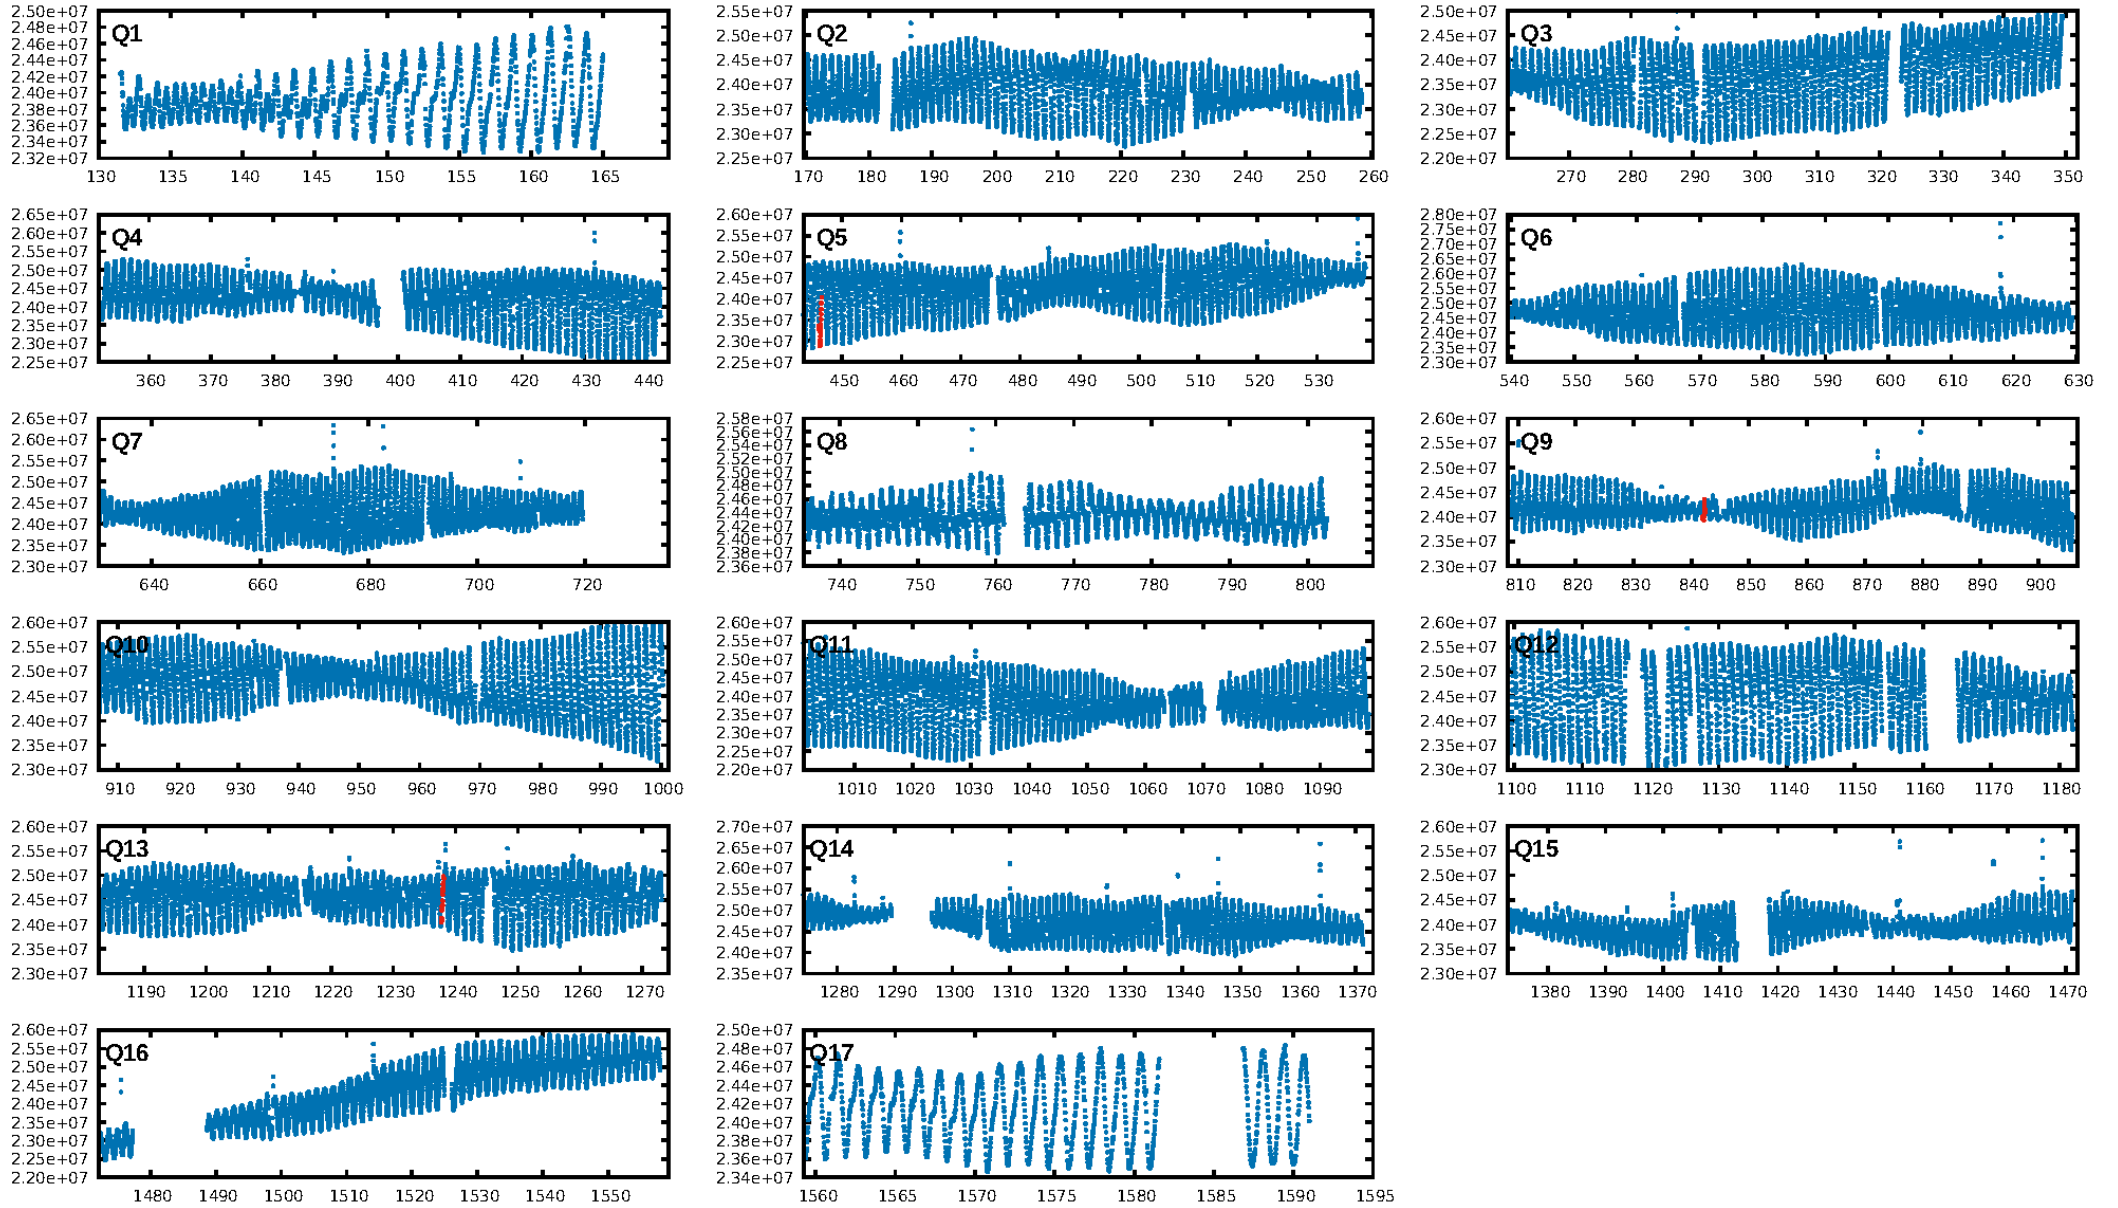 2.50e+07
2.48e+07
2.46e+07
2.44e+07
2.42e+07
2.40e+07
2.38e+07
2.36e+07
2.34e+07
2.32e+07
Q1
130 135 140 145 150 155 160 165
2.55e+07
2.50e+07
2.45e+07
2.40e+07
2.35e+07
2.30e+07
2.25e+07
Q2
170 180 190 200 210 220 230 240 250 260
2.50e+07
2.45e+07
2.40e+07
2.35e+07
2.30e+07
2.25e+07
2.20e+07
Q3
270 280 290 300 310 320 330 340 350
2.65e+07
2.60e+07
2.55e+07
2.50e+07
2.45e+07
2.40e+07
2.35e+07
2.30e+07
2.25e+07
Q4
360 370 380 390 400 410 420 430 440
2.60e+07
2.55e+07
2.50e+07
2.45e+07
2.40e+07
2.35e+07
2.30e+07
2.25e+07
Q5
450 460 470 480 490 500 510 520 530
2.80e+07
2.75e+07
2.70e+07
2.65e+07
2.60e+07
2.55e+07
2.50e+07
2.45e+07
2.40e+07
2.35e+07
2.30e+07
Q6
540 550 560 570 580 590 600 610 620 630
2.65e+07
2.60e+07
2.55e+07
2.50e+07
2.45e+07
2.40e+07
2.35e+07
2.30e+07
Q7
640 660 680 700 720
2.58e+07
2.56e+07
2.54e+07
2.52e+07
2.50e+07
2.48e+07
2.46e+07
2.44e+07
2.42e+07
2.40e+07
2.38e+07
2.36e+07
Q8
740 750 760 770 780 790 800
2.60e+07
2.55e+07
2.50e+07
2.45e+07
2.40e+07
2.35e+07
2.30e+07
Q9
810 820 830 840 850 860 870 880 890 900
2.60e+07
2.55e+07
2.50e+07
2.45e+07
2.40e+07
2.35e+07
2.30e+07
Q10
910 920 930 940 950 960 970 980 990 1000
2.60e+07
2.55e+07
2.50e+07
2.45e+07
2.40e+07
2.35e+07
2.30e+07
2.25e+07
2.20e+07
Q11
1010 1020 1030 1040 1050 1060 1070 1080 1090
2.60e+07
2.55e+07
2.50e+07
2.45e+07
2.40e+07
2.35e+07
2.30e+07
Q12
1100 1110 1120 1130 1140 1150 1160 1170 1180
2.60e+07
2.55e+07
2.50e+07
2.45e+07
2.40e+07
2.35e+07
2.30e+07
Q13
1190 1200 1210 1220 1230 1240 1250 1260 1270
2.70e+07
2.65e+07
2.60e+07
2.55e+07
2.50e+07
2.45e+07
2.40e+07
2.35e+07
Q14
1280 1290 1300 1310 1320 1330 1340 1350 1360 1370
2.60e+07
2.55e+07
2.50e+07
2.45e+07
2.40e+07
2.35e+07
2.30e+07
Q15
1380 1390 1400 1410 1420 1430 1440 1450 1460 1470
2.60e+07
2.55e+07
2.50e+07
2.45e+07
2.40e+07
2.35e+07
2.30e+07
2.25e+07
2.20e+07
Q16
1480 1490 1500 1510 1520 1530 1540 1550
2.50e+07
2.48e+07
2.46e+07
2.44e+07
2.42e+07
2.40e+07
2.38e+07
2.36e+07
2.34e+07
Q17
1560 1565 1570 1575 1580 1585 1590 1595